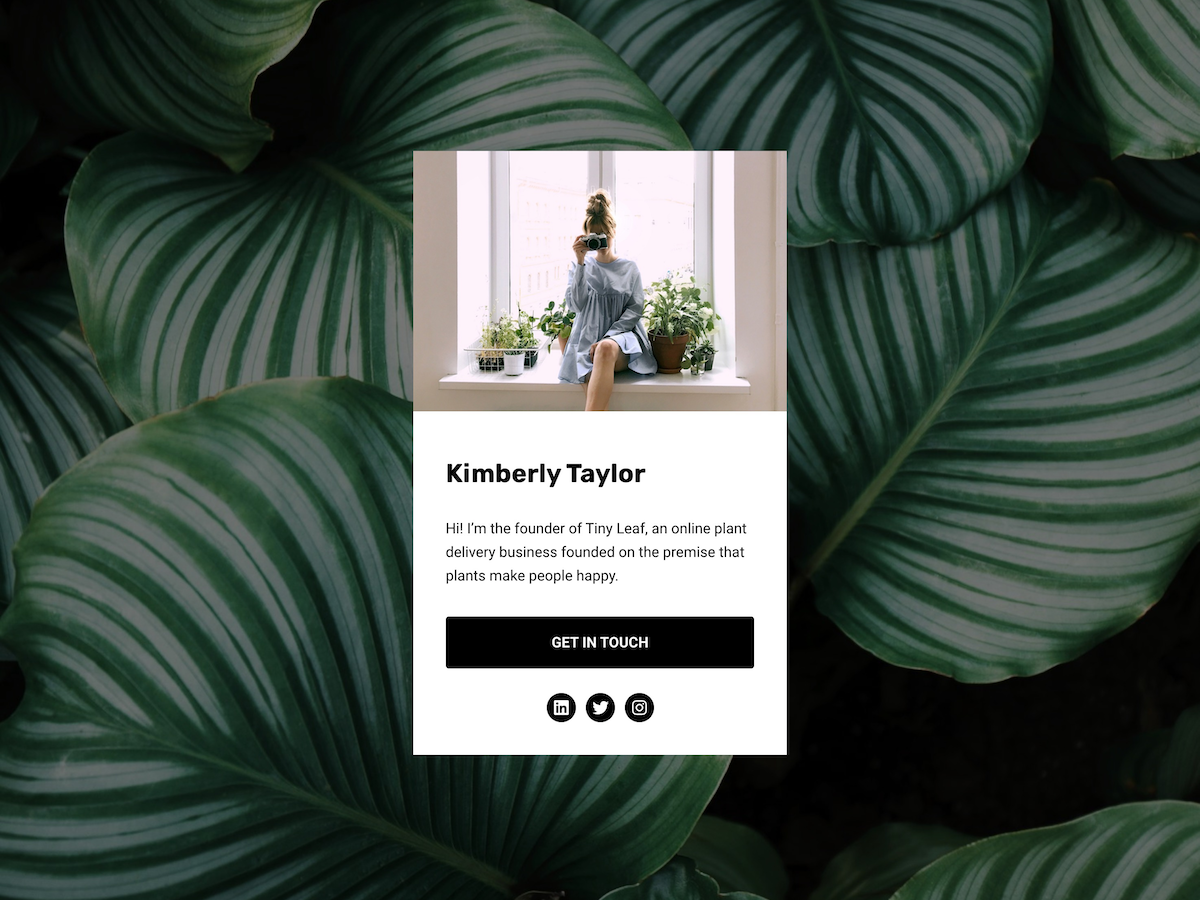 Kimberly Taylor
Hi! I’m the founder of Tiny Leaf, an online plant
delivery business founded on the premise that
plants make people happy.
GET IN TOUCH
in